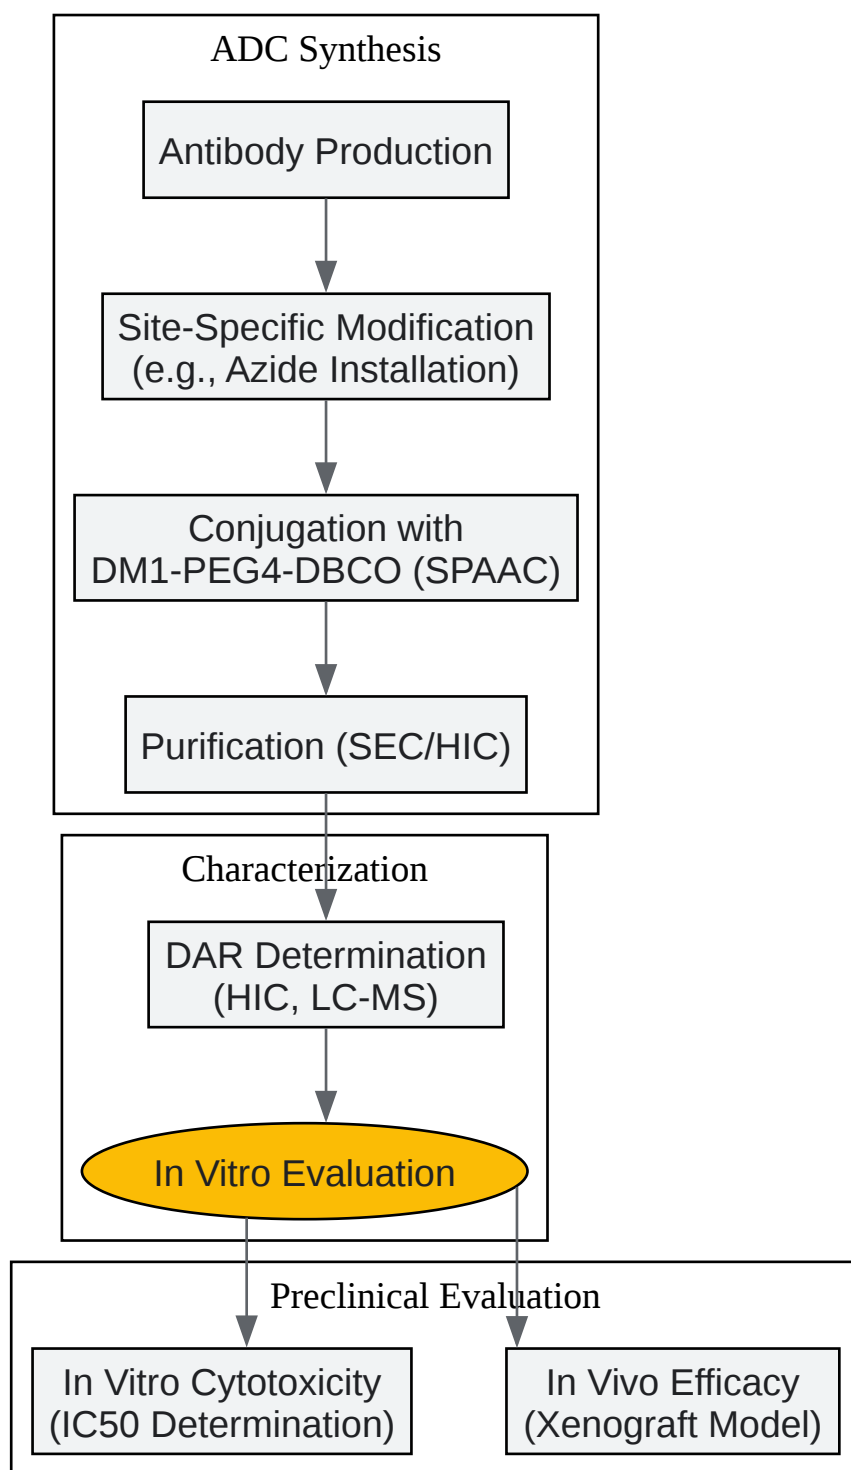 ADC Synthesis
Antibody Production
Site-Specific Modification
(e.g., Azide Installation)
Conjugation with
DM1-PEG4-DBCO (SPAAC)
Purification (SEC/HIC)
Characterization
DAR Determination
(HIC, LC-MS)
In Vitro Evaluation
Preclinical Evaluation
In Vitro Cytotoxicity
(IC50 Determination)
In Vivo Efficacy
(Xenograft Model)